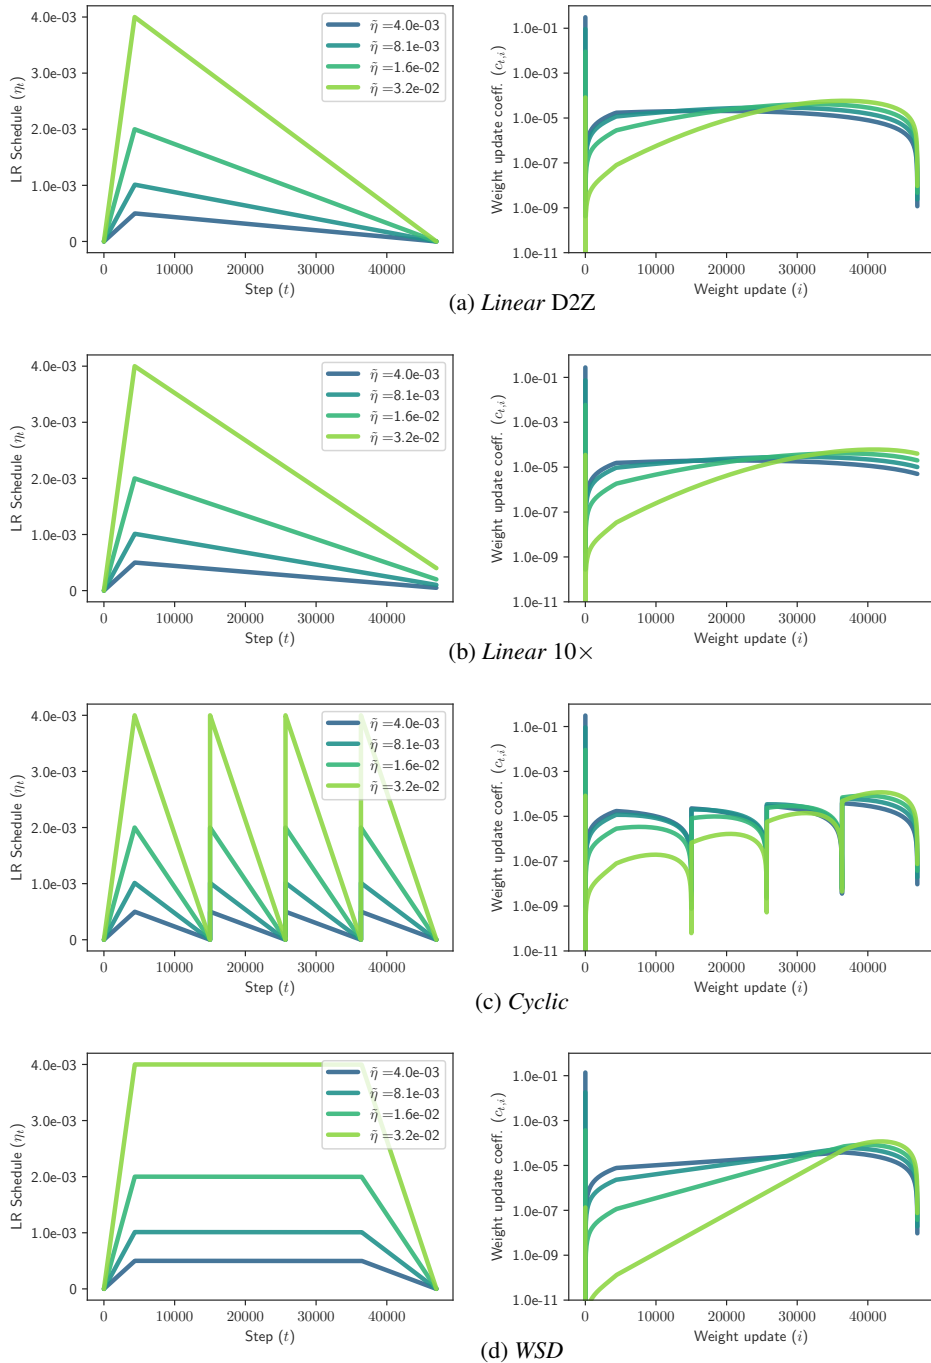 4.0e-03
3.0e-03
2.0e-03
1.0e-03
0
LR Schedule (ηt)
η̃ =4.0e-03
η̃ =8.1e-03
η̃ =1.6e-02
η̃ =3.2e-02
0 10000 20000 30000 40000
Step (t)
1.0e-01
1.0e-03
1.0e-05
1.0e-07
1.0e-09
1.0e-11
Weight update coeff. (ct,i)
0 10000 20000 30000 40000
Weight update (i)
(a) Linear D2Z
4.0e-03
3.0e-03
2.0e-03
1.0e-03
0
LR Schedule (ηt)
η̃ =4.0e-03
η̃ =8.1e-03
η̃ =1.6e-02
η̃ =3.2e-02
0 10000 20000 30000 40000
Step (t)
1.0e-01
1.0e-03
1.0e-05
1.0e-07
1.0e-09
1.0e-11
Weight update coeff. (ct,i)
0 10000 20000 30000 40000
Weight update (i)
(b) Linear 10×
4.0e-03
3.0e-03
2.0e-03
1.0e-03
0
LR Schedule (ηt)
η̃ =4.0e-03
η̃ =8.1e-03
η̃ =1.6e-02
η̃ =3.2e-02
0 10000 20000 30000 40000
Step (t)
1.0e-01
1.0e-03
1.0e-05
1.0e-07
1.0e-09
1.0e-11
Weight update coeff. (ct,i)
0 10000 20000 30000 40000
Weight update (i)
(c) Cyclic
4.0e-03
3.0e-03
2.0e-03
1.0e-03
0
LR Schedule (ηt)
η̃ =4.0e-03
η̃ =8.1e-03
η̃ =1.6e-02
η̃ =3.2e-02
0 10000 20000 30000 40000
Step (t)
1.0e-01
1.0e-03
1.0e-05
1.0e-07
1.0e-09
1.0e-11
Weight update coeff. (ct,i)
0 10000 20000 30000 40000
Weight update (i)
(d) WSD